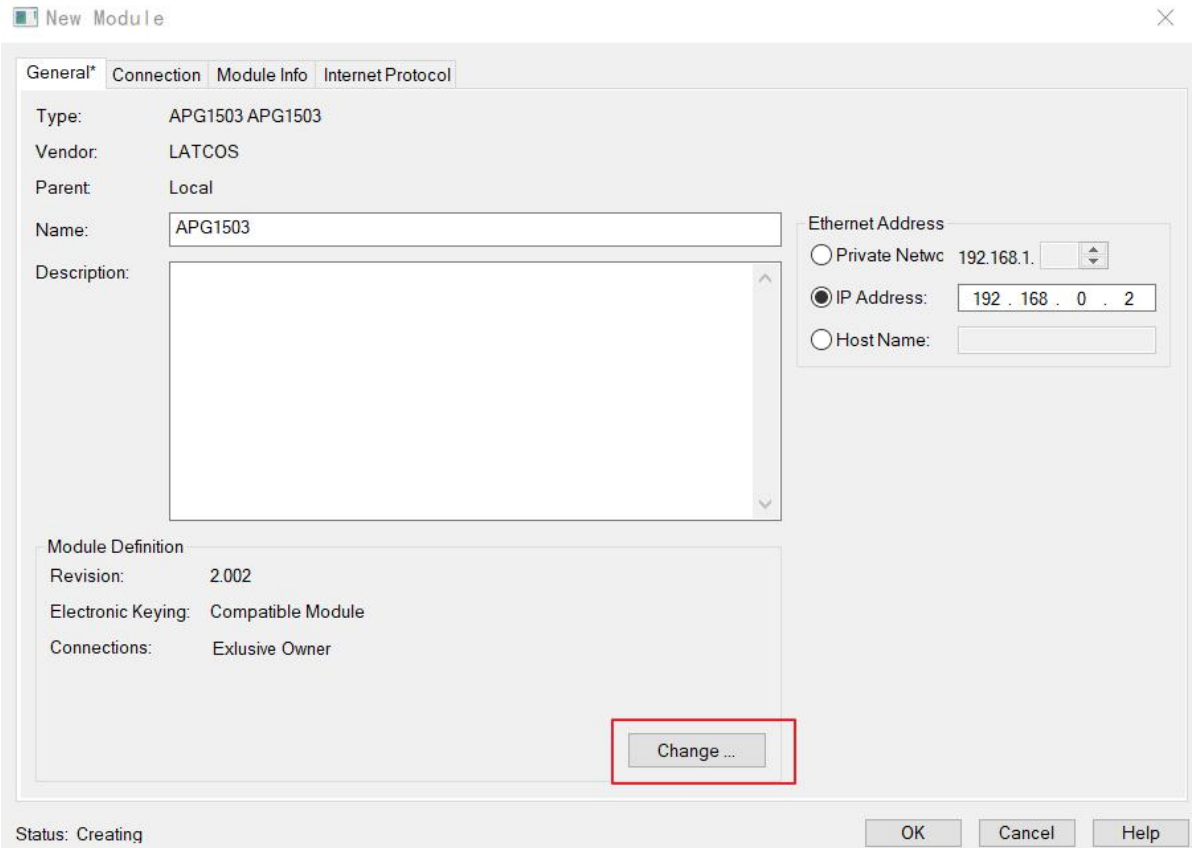 New Module
General* Connection Module Info Internet Protocol
Type: APG1503 APG1503
Vendor: LATCOS
Parent: Local
Name: APG1503
Description:
Ethernet Address
Private Netwc 192.168.1.
IP Address: 192 . 168 . 0 . 2
Host Name:
Module Definition
Revision: 2.002
Electronic Keying: Compatible Module
Connections: Exlusive Owner
Change ...
Status: Creating
OK Cancel Help